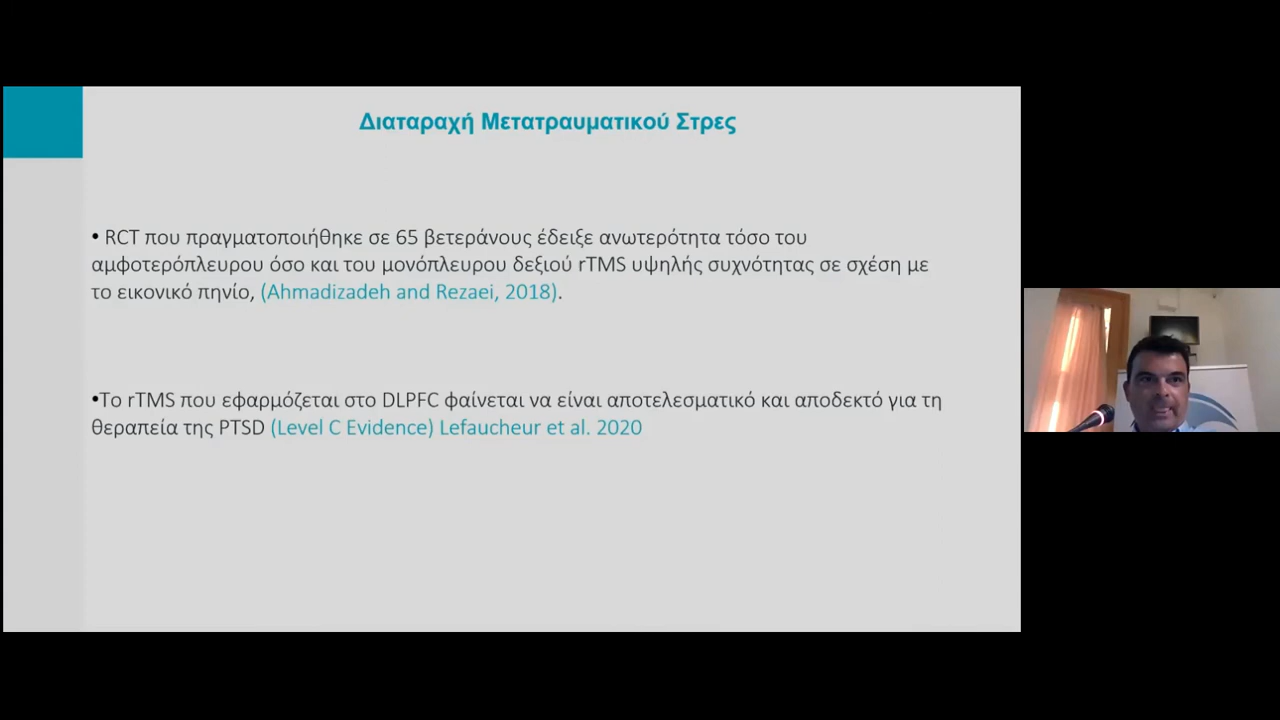 Διαταραχή Μετατραυματικού Στρες
• RCT που πραγματοποιήθηκε σε 65 βετεράνους έδειξε ανωτερότητα τόσο του
αμφοτερόπλευρου όσο και του μονόπλευρου δεξιού rTMS υψηλής συχνότητας σε σχέση με
το εικονικό πηνίο, (Ahmadizadeh and Rezaei, 2018).
•Το rTMS που εφαρμόζεται στο DLPFC φαίνεται να είναι αποτελεσματικό και αποδεκτό για τη
θεραπεία της PTSD (Level C Evidence) Lefaucheur et al. 2020